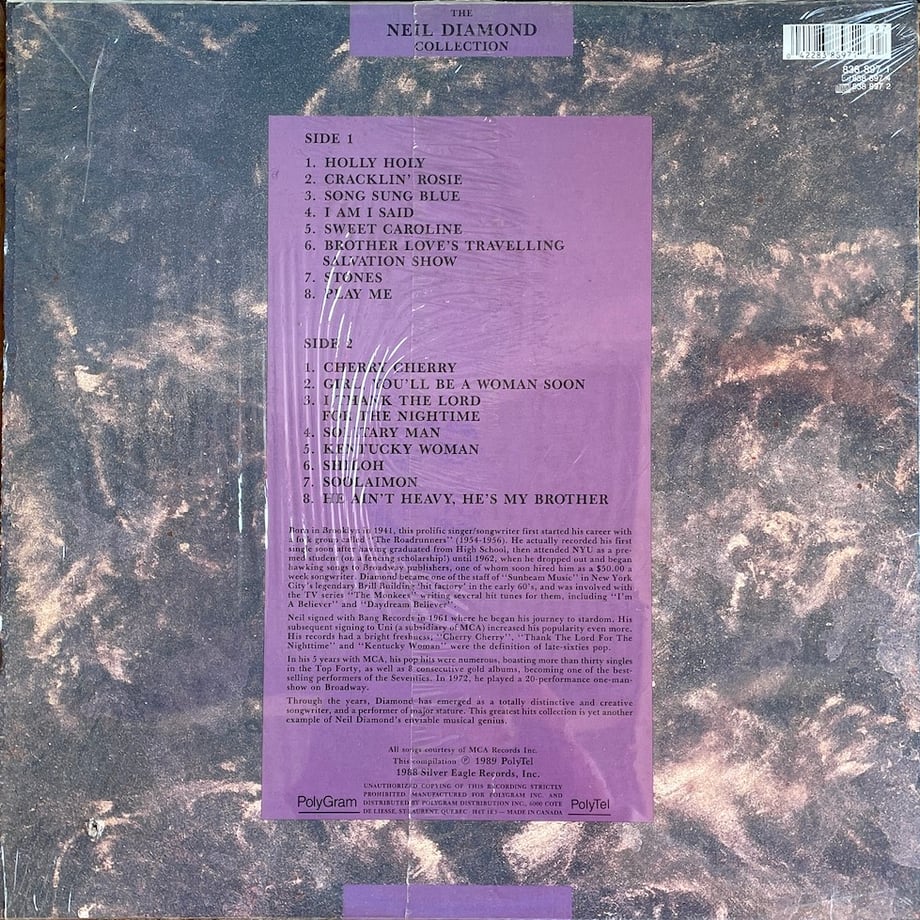 THE
NEIL DIAMOND
COLLECTION
838 897 1
838 897 4
838 897 2
SIDE 1
1. HOLLY HOLY
2. CRACKLIN' ROSIE
3. SONG SUNG BLUE
4. I AM I SAID
5. SWEET CAROLINE
6. BROTHER LOVE'S TRAVELLING
SALVATION SHOW
7. STONES
8. PLAY ME
SIDE 2
1. CHERRY CHERRY
2. GIRL, YOU'LL BE A WOMAN SOON
3. I THANK THE LORD
FOR THE NIGHTIME
4. SOLITARY MAN
5. KENTUCKY WOMAN
6. SHILOH
7. SOOLAIMON
8. HE AIN'T HEAVY, HE'S MY BROTHER
Born in Brooklyn in 1941, this prolific singer/songwriter first started his career with
a folk group called "The Roadrunners" (1954-1956). He actually recorded his first
single soon after having graduated from High School, then attended NYU as a pre-
med student (on a fencing scholarship!) until 1962, when he dropped out and began
hawking songs to Broadway publishers, one of whom soon hired him as a $50.00 a
week songwriter. Diamond became one of the staff of "Sunbeam Music" in New York
City's legendary Brill Building 'hit factory' in the early 60's, and was involved with
the TV series "The Monkees" writing several hit tunes for them, including "I'm
A Believer" and "Daydream Believer".
Neil signed with Bang Records in 1961 where he began his journey to stardom. His
subsequent signing to Uni (a subsidiary of MCA) increased his popularity even more.
His records had a bright freshness, "Cherry Cherry", "Thank The Lord For The
Nighttime" and "Kentucky Woman" were the definition of late-sixties pop.
In his 5 years with MCA, his pop hits were numerous, boasting more than thirty singles
in the Top Forty, as well as 8 consecutive gold albums, becoming one of the best-
selling performers of the Seventies. In 1972, he played a 20-performance one-man-
show on Broadway.
Through the years, Diamond has emerged as a totally distinctive and creative
songwriter, and a performer of major stature. This greatest hits collection is yet another
example of Neil Diamond's enviable musical genius.
All songs courtesy of MCA Records Inc.
This compilation ℗ 1989 PolyTel
1988 Silver Eagle Records, Inc.
PolyGram
UNAUTHORIZED COPYING OF THIS RECORDING STRICTLY
PROHIBITED. MANUFACTURED FOR POLYGRAM INC. AND
DISTRIBUTED BY POLYGRAM DISTRIBUTION INC., 6000 COTE
DE LIESSE, ST-LAURENT, QUEBEC MADE IN CANADA
PolyTel